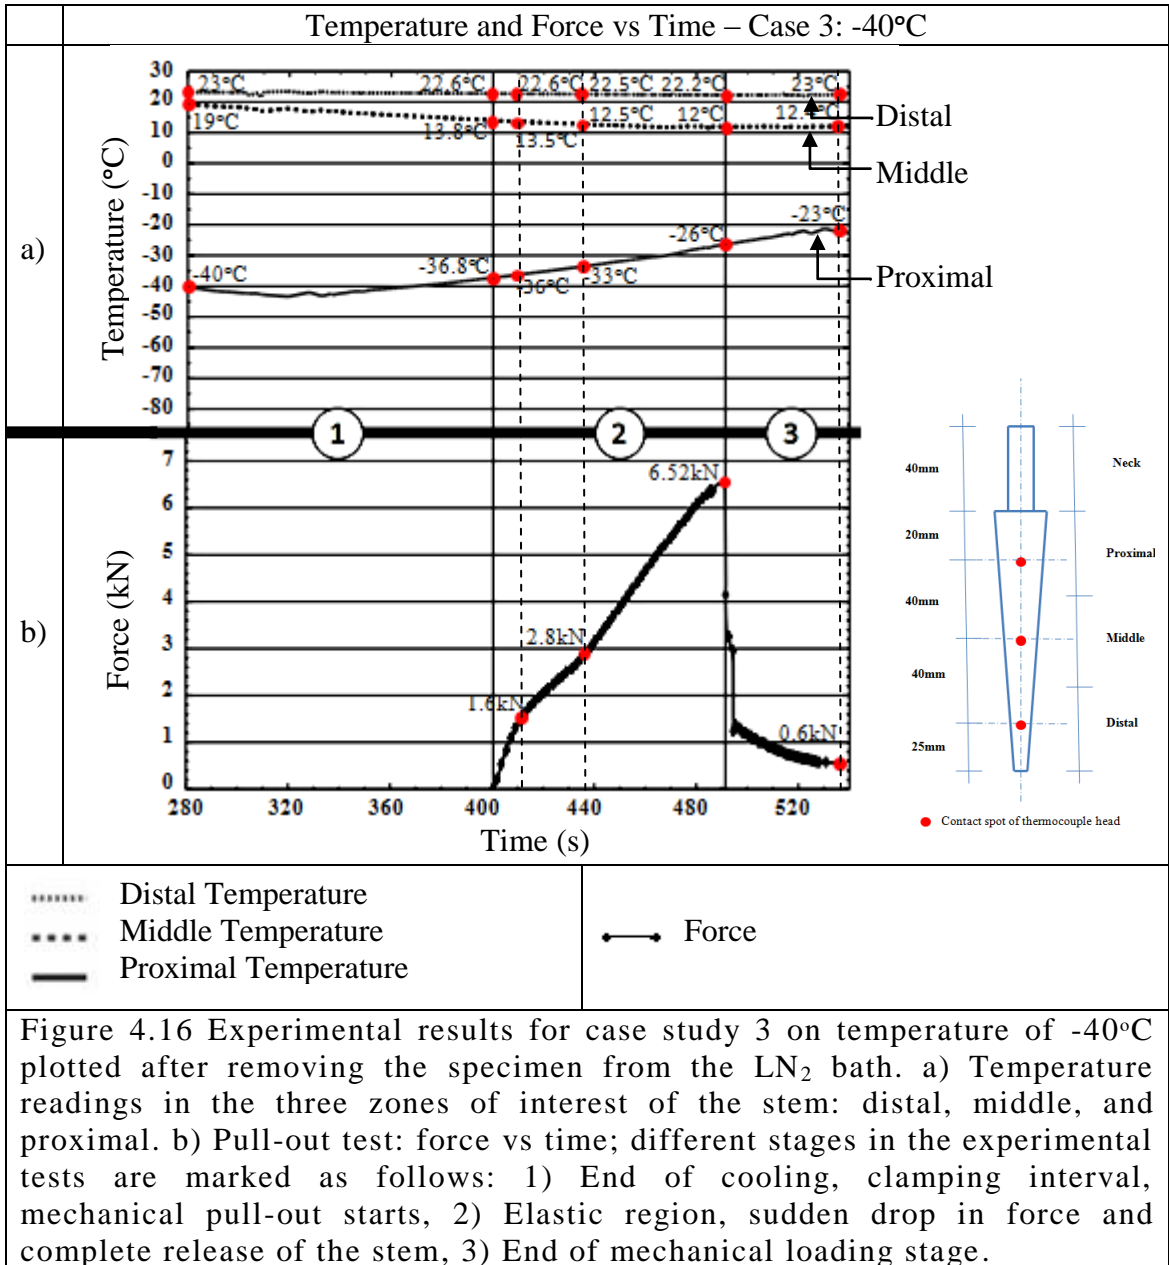 Temperature and Force vs Time – Case 3: -40°C
a)
Temperature (°C)
30
20
10
0
-10
-20
-30
-40
-50
-60
-70
-80
23°C
22.6°C
22.6°C
22.5°C
22.2°C
23°C
19°C
13.8°C
13.5°C
12.5°C
12°C
-40°C
-36.8°C
-36°C
-33°C
-26°C
-23°C
Distal
Middle
Proximal
1
2
3
b)
Force (kN)
7
6
5
4
3
2
1
0
1.6kN
2.8kN
6.52kN
0.6kN
280
320
360
400
440
480
520
Time (s)
40mm
20mm
40mm
40mm
25mm
Neck
Proximal
Middle
Distal
Contact spot of thermocouple head
Distal Temperature
Middle Temperature
Proximal Temperature
Force
Figure 4.16 Experimental results for case study 3 on temperature of -40ºC
plotted after removing the specimen from the LN₂ bath. a) Temperature
readings in the three zones of interest of the stem: distal, middle, and
proximal. b) Pull-out test: force vs time; different stages in the experimental
tests are marked as follows: 1) End of cooling, clamping interval,
mechanical pull-out starts, 2) Elastic region, sudden drop in force and
complete release of the stem, 3) End of mechanical loading stage.